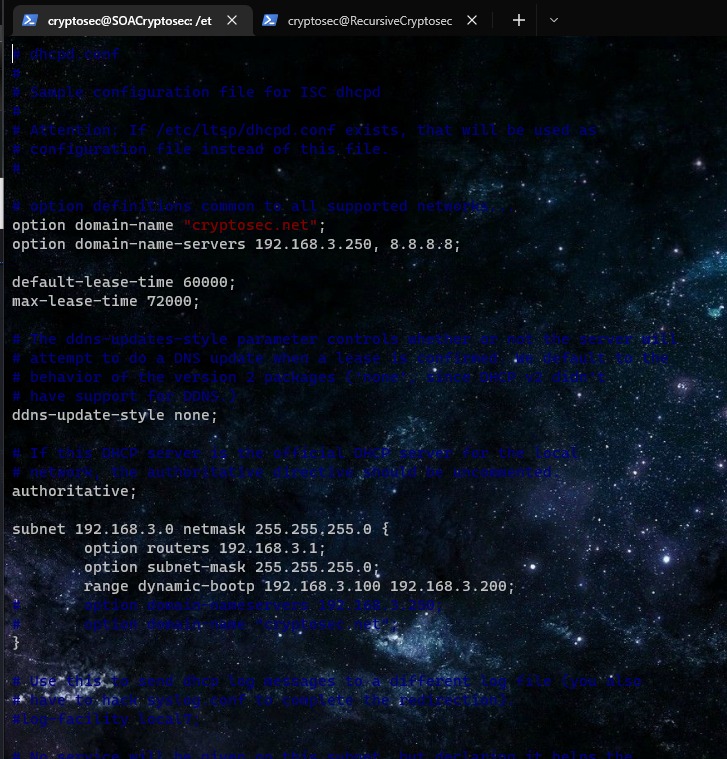 cryptosec@SOACryptosec: /et
cryptosec@RecursiveCryptosec
# dhcpd.conf
#
# Sample configuration file for ISC dhcpd
#
# Attention: If /etc/ltsp/dhcpd.conf exists, that will be used as
# configuration file instead of this file.
#
# option definitions common to all supported networks...
option domain-name "cryptosec.net";
option domain-name-servers 192.168.3.250, 8.8.8.8;
default-lease-time 60000;
max-lease-time 72000;
# The ddns-updates-style parameter controls whether or not the server will
# attempt to do a DNS update when a lease is confirmed. We default to the
# behavior of the version 2 packages ('none', since DHCP v2 didn't
# have support for DDNS.)
ddns-update-style none;
# If this DHCP server is the official DHCP server for the local
# network, the authoritative directive should be uncommented.
authoritative;
subnet 192.168.3.0 netmask 255.255.255.0 {
option routers 192.168.3.1;
option subnet-mask 255.255.255.0;
range dynamic-bootp 192.168.3.100 192.168.3.200;
# option domain-nameservers
# option domain-name "cryptosec.net";
}
# Use this to send dhcp log messages to a different log file (you also
# have to hack syslog.conf to complete the redirection).
#log-facility local7;
# No service will be given on this subnet, but declaring it helps the